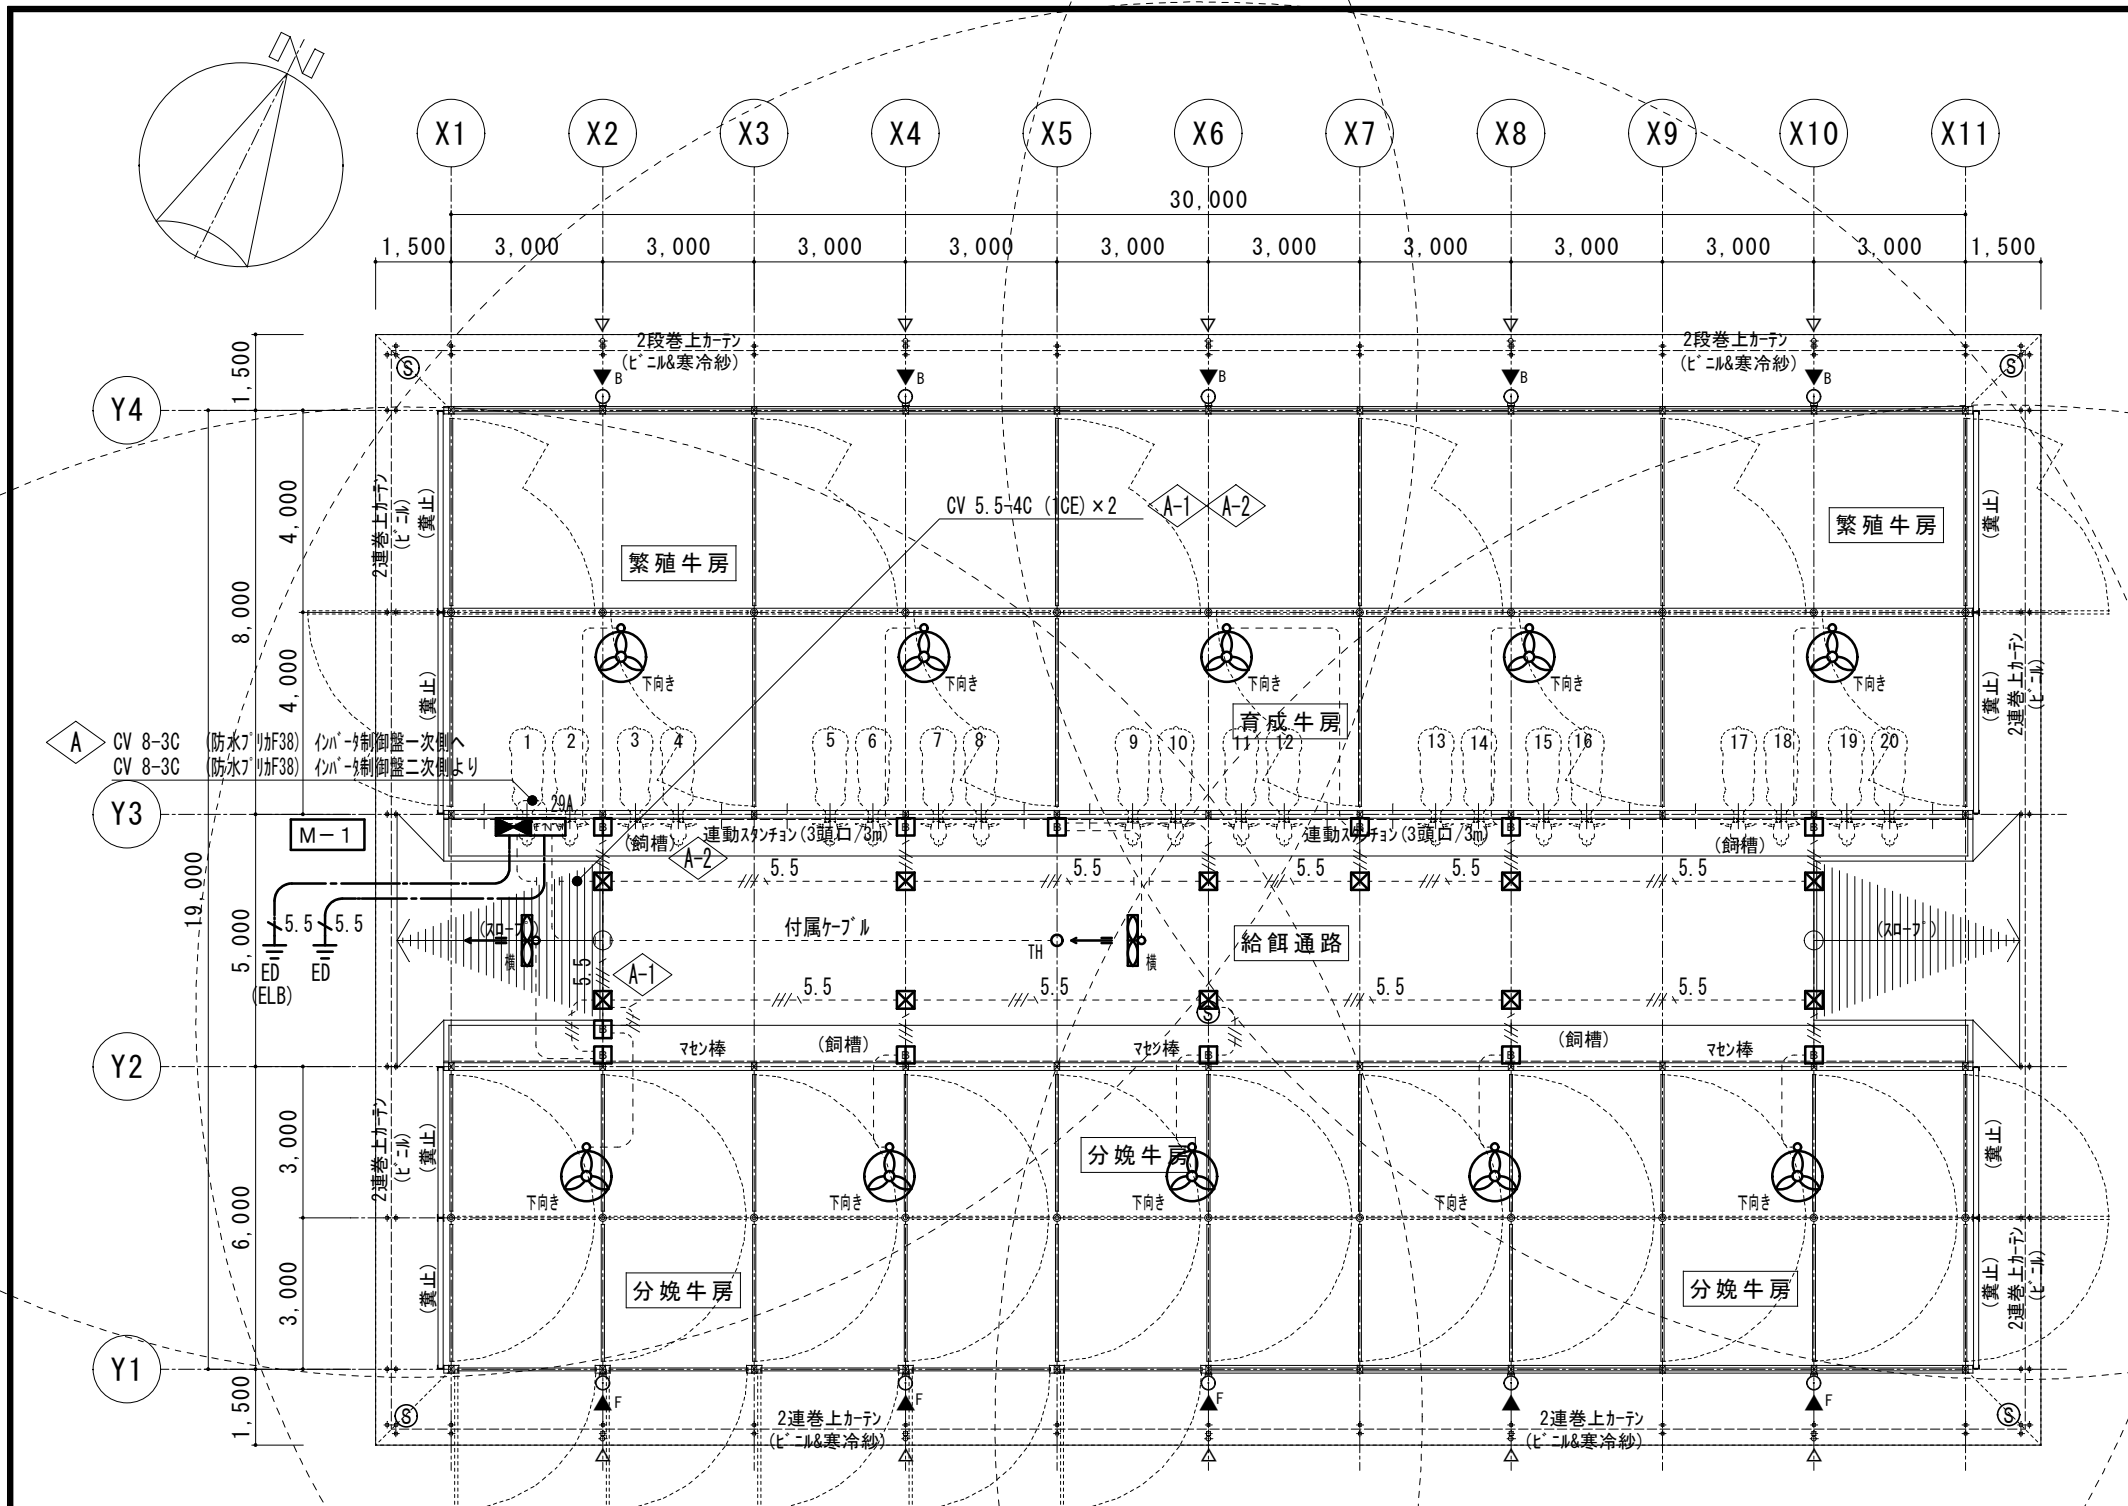 N
X1 X2 X3 X4 X5 X6 X7 X8 X9 X10 X11
30,000
1,500 3,000 3,000 3,000 3,000 3,000 3,000 3,000 3,000 3,000 3,000 1,500
2段巻上カーテン
(ビニル&寒冷紗)
2段巻上カーテン
(ビニル&寒冷紗)
S
S
B B B B B
1,500
Y4
4,000
8,000
4,000
2連巻上カーテン
(ビニル)
(糞止)
(糞止)
CV 5.5-4C (1CE)×2
A-1 A-2
繁殖牛房
繁殖牛房
(糞止)
(糞止)
2連巻上カーテン
(ビニル)
下向き 下向き 下向き 下向き 下向き
育成牛房
1 2 3 4 5 6 7 8 9 10 11 12 13 14 15 16 17 18 19 20
A
CV 8-3C (防水プリカF38) インバータ制御盤一次側へ
CV 8-3C (防水プリカF38) インバータ制御盤二次側より
Y3
29A
M-1
INV
B B B B B B
(飼槽)
連動スタンチョン(3頭口/3m)
連動スタンチョン(3頭口/3m)
(飼槽)
A-2
5.5 5.5 5.5 5.5 5.5
19,000
5,000
5.5 5.5
ED
(ELB)
ED
(スロープ)
横
付属ケーブル
TH
横
給餌通路
(スロープ)
5.5
A-1
5.5 5.5 5.5 5.5
S
B
B B B B B
Y2
マセン棒
(飼槽)
マセン棒
(飼槽)
マセン棒
3,000
6,000
3,000
2連巻上カーテン
(ビニル)
(糞止)
(糞止)
分娩牛房
下向き 下向き 下向き 下向き 下向き
分娩牛房
分娩牛房
(糞止)
(糞止)
2連巻上カーテン
(ビニル)
Y1
1,500
S
S
F F F F
2連巻上カーテン
(ビニル&寒冷紗)
2連巻上カーテン
(ビニル&寒冷紗)